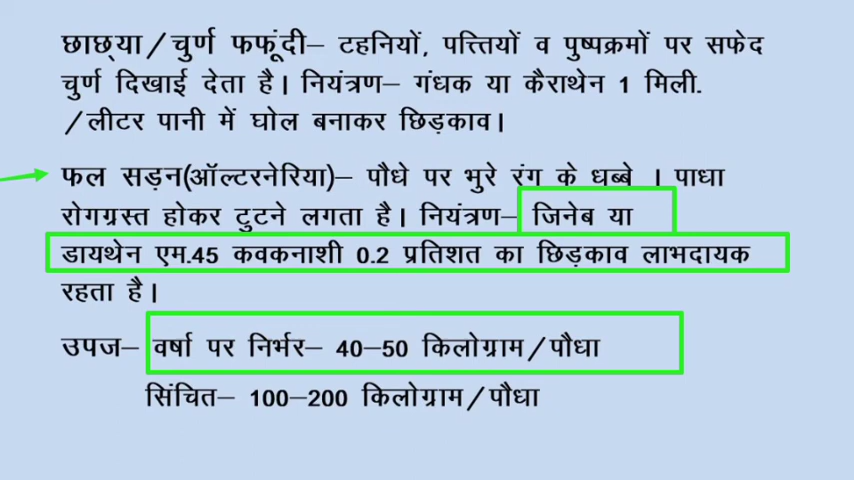 छाछ्या/चुर्ण फफूंदी– टहनियों, पत्तियों व पुष्पक्रमों पर सफेद
चुर्ण दिखाई देता है। नियंत्रण– गंधक या कैराथेन 1 मिली.
/लीटर पानी में घोल बनाकर छिड़काव।
फल सड़न(ऑल्टरनेरिया)– पौधे पर भुरे रंग के धब्बे । पाधा
रोगग्रस्त होकर टुटने लगता है। नियंत्रण– जिनेब या
डायथेन एम.45 कवकनाशी 0.2 प्रतिशत का छिड़काव लाभदायक
रहता है।
उपज– वर्षा पर निर्भर– 40–50 किलोग्राम/पौधा
सिंचित– 100–200 किलोग्राम/पौधा